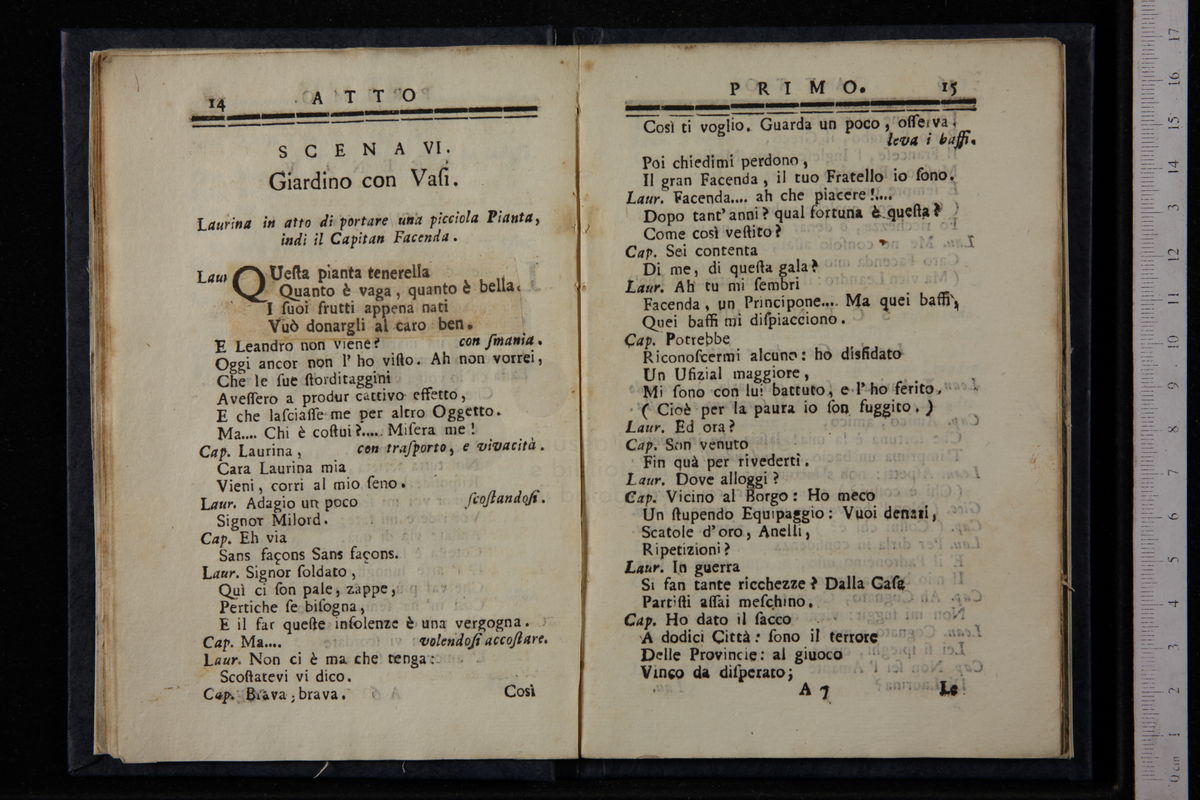 14 ATTO
SCENA VI.
Giardino con Vaſi.
Laurina in atto di portare una picciola Pianta,
indi il Capitan Facenda.
Lau QUeſta pianta tenerella
Quanto è vaga, quanto è bella.
I ſuoi frutti appena nati
Vuò donargli al caro ben.
E Leandro non viene? con ſmania.
Oggi ancor non l' ho viſto. Ah non vorrei,
Che le ſue ſtorditaggini
Aveſſero a produr cattivo effetto,
E che laſciaſſe me per altro Oggetto.
Ma.... Chi è coſtui?.... Miſera me!
Cap. Laurina, con traſporto, e vivacità.
Cara Laurina mia
Vieni, corri al mio ſeno.
Laur. Adagio un poco ſcoſtandoſi.
Signor Milord.
Cap. Eh via
Sans façons Sans façons.
Laur. Signor ſoldato,
Quì ci ſon pale, zappe,
Pertiche ſe biſogna,
E il far queſte inſolenze è una vergogna.
Cap. Ma.... volendoſi accoſtare.
Laur. Non ci è ma che tenga:
Scoſtatevi vi dico.
Cap. Brava, brava. Così
PRIMO. 15
Così ti voglio. Guarda un poco, oſſerva.
leva i baffi.
Poi chiedimi perdono,
Il gran Facenda, il tuo Fratello io ſono.
Laur. Facenda.... ah che piacere!....
Dopo tant' anni? qual fortuna è queſta?
Come così veſtito?
Cap. Sei contenta
Di me, di queſta gala?
Laur. Ah tu mi ſembri
Facenda, un Principone.... Ma quei baffi,
Quei baffi mi diſpiacciono.
Cap. Potrebbe
Riconoſcermi alcuno: ho disfidato
Un Ufizial maggiore,
Mi ſono con lui battuto, e l' ho ferito.
( Cioè per la paura io ſon fuggito. )
Laur. Ed ora?
Cap. Son venuto
Fin quà per rivederti.
Laur. Dove alloggi?
Cap. Vicino al Borgo: Ho meco
Un ſtupendo Equipaggio: Vuoi denari,
Scatole d'oro, Anelli,
Ripetizioni?
Laur. In guerra
Si fan tante ricchezze? Dalla Caſa
Partiſti aſſai meſchino.
Cap. Ho dato il ſacco
A dodici Città: ſono il terrore
Delle Provincie: al giuoco
Vinco da diſperato;
A 7 Le